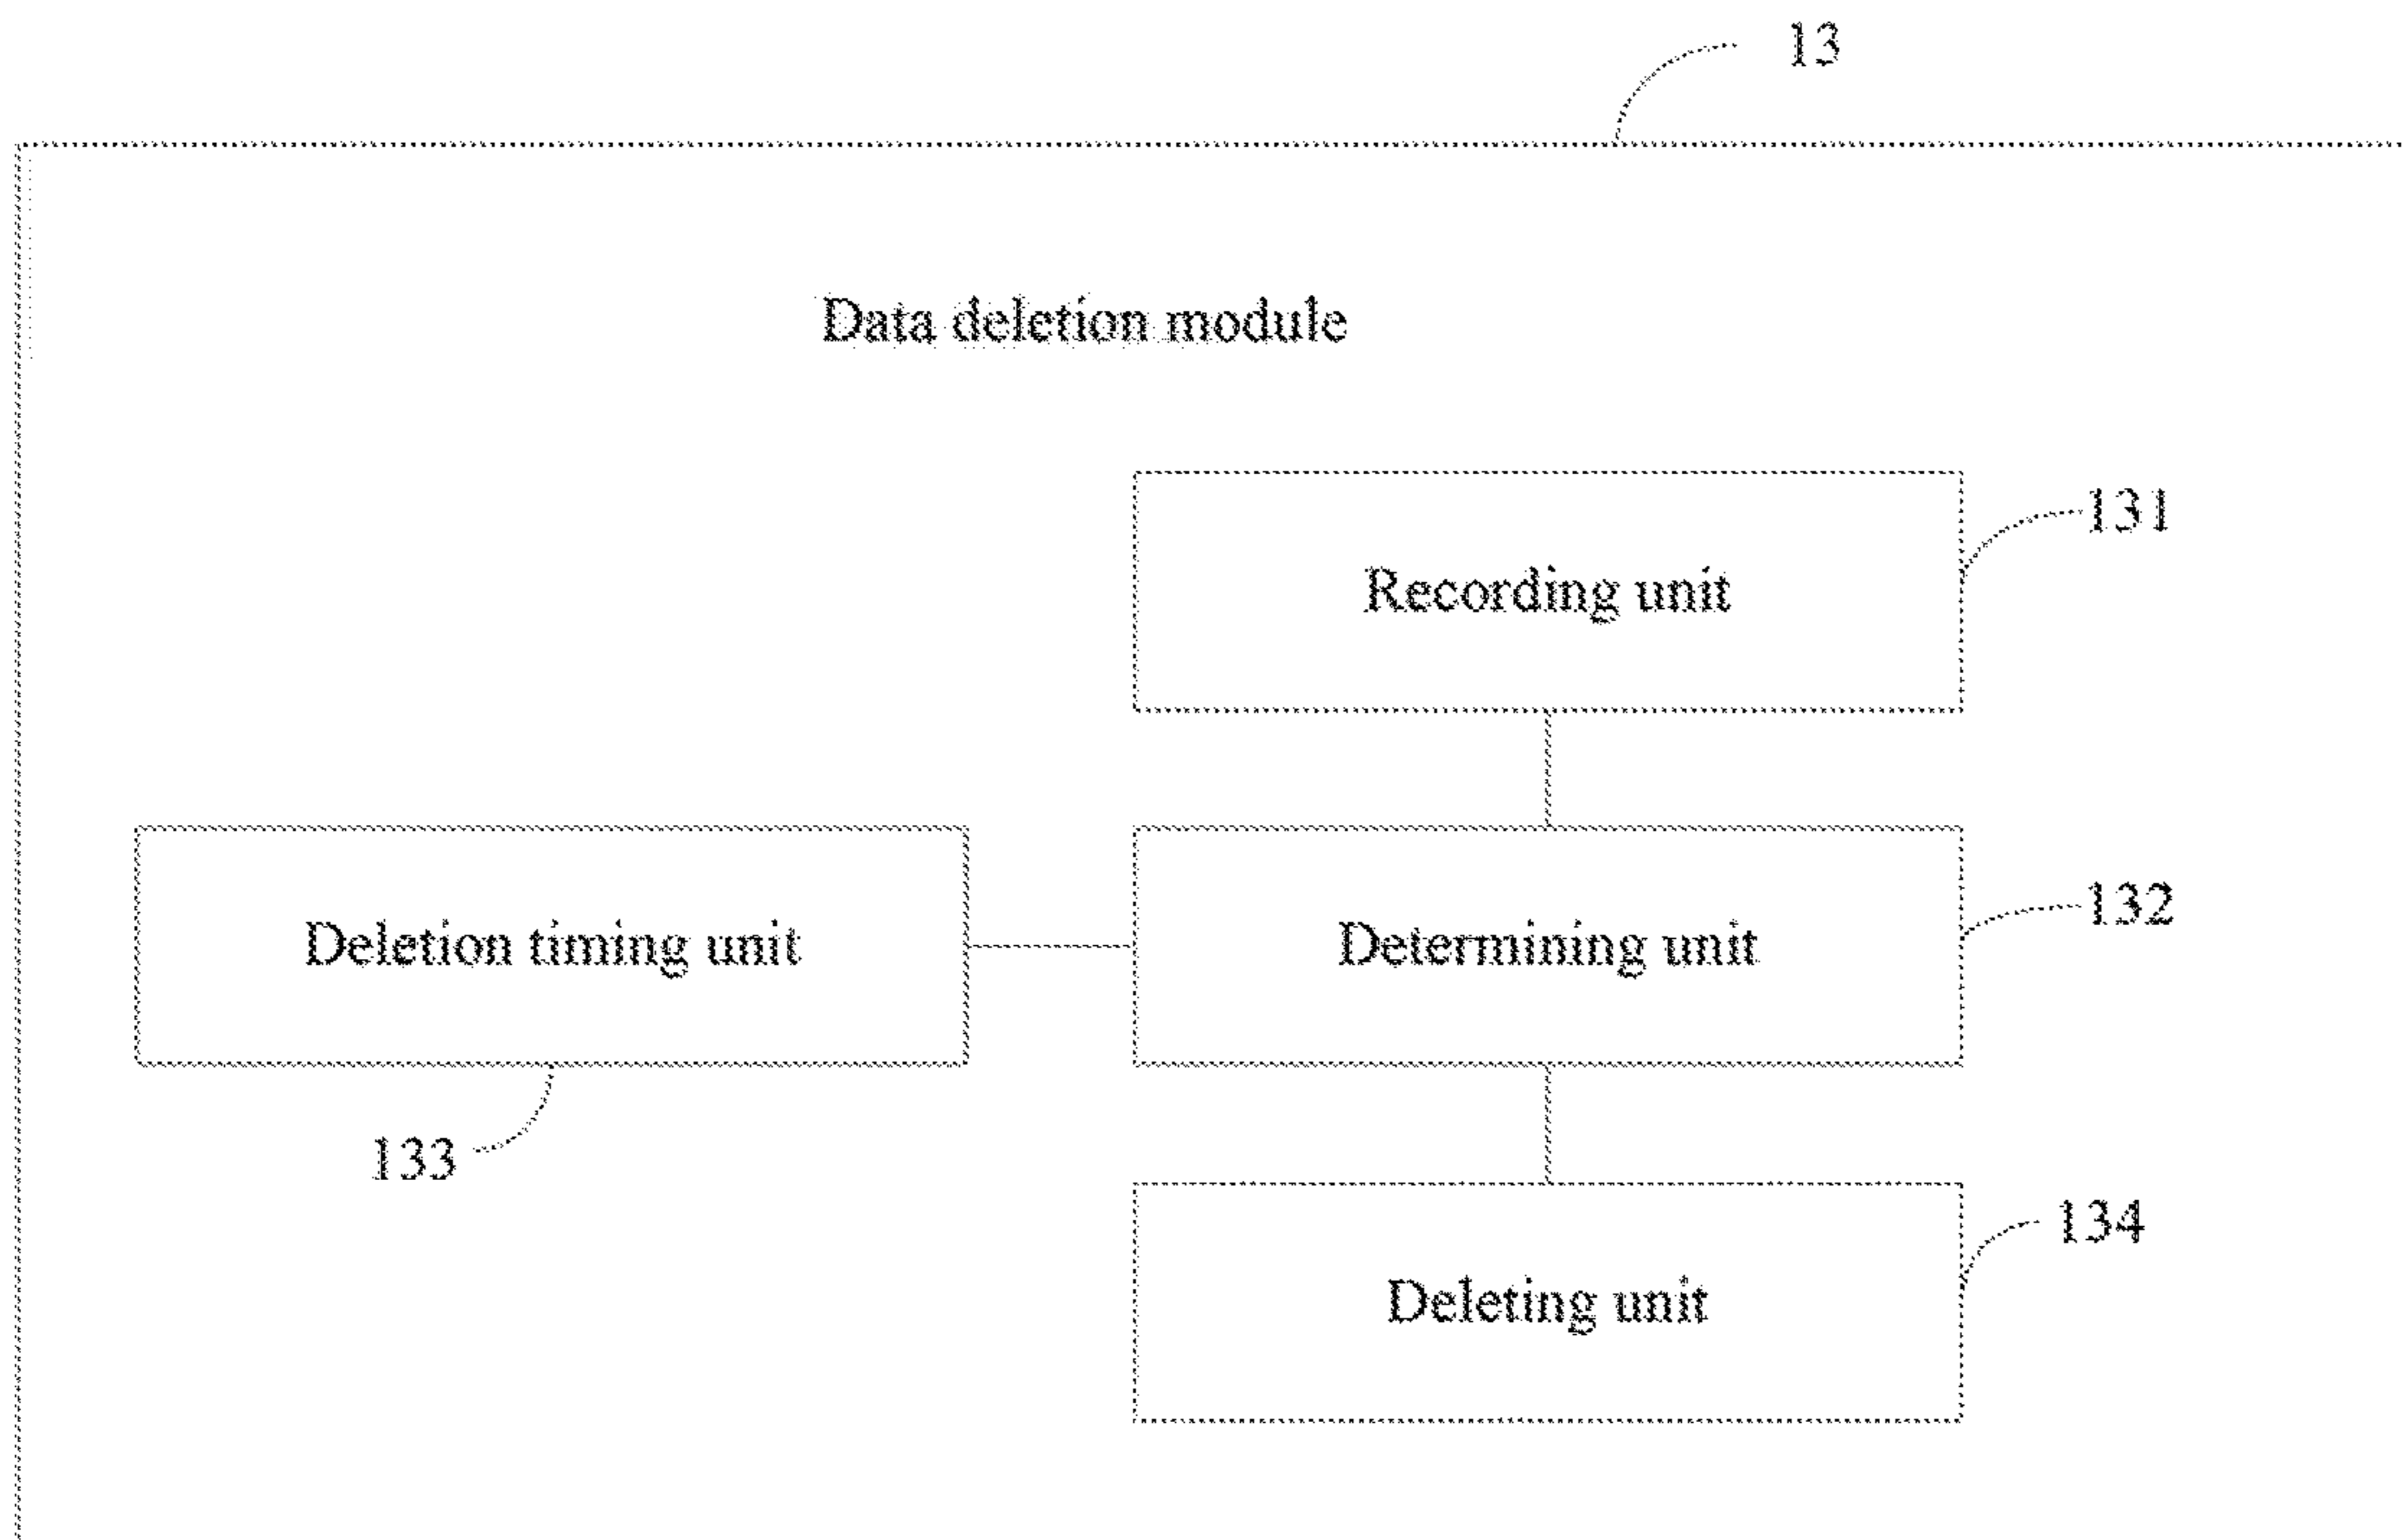 13
Data deletion module
Recording unit
131
Deletion timing unit
Determining unit
132
133
Deleting unit
134